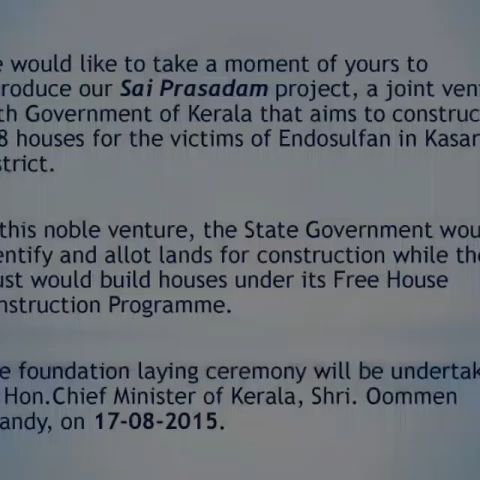 would like to take a moment of yours to
roduce our Sai Prasadam project, a joint ven
th Government of Kerala that aims to construc
8 houses for the victims of Endosulfan in Kasar
strict.
this noble venture, the State Government wou
entify and allot lands for construction while the
ust would build houses under its Free House
nstruction Programme.
e foundation laying ceremony will be undertak
Hon.Chief Minister of Kerala, Shri. Oommen
andy, on 17-08-2015.